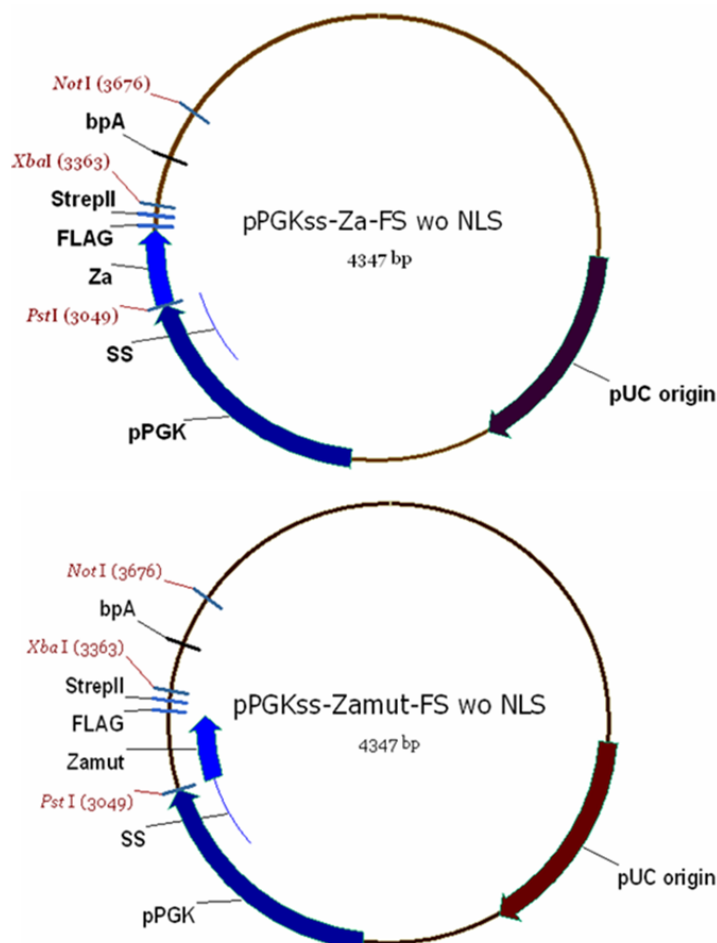 NotI (3676)
bpA
XbaI (3363)
StrepII
FLAG
Za
PstI (3049)
SS
pPGK
pPGKss-Za-FS wo NLS
4347 bp
pUC origin
NotI (3676)
bpA
XbaI (3363)
StrepII
FLAG
Zamut
PstI (3049)
SS
pPGK
pPGKss-Zamut-FS wo NLS
4347 bp
pUC origin